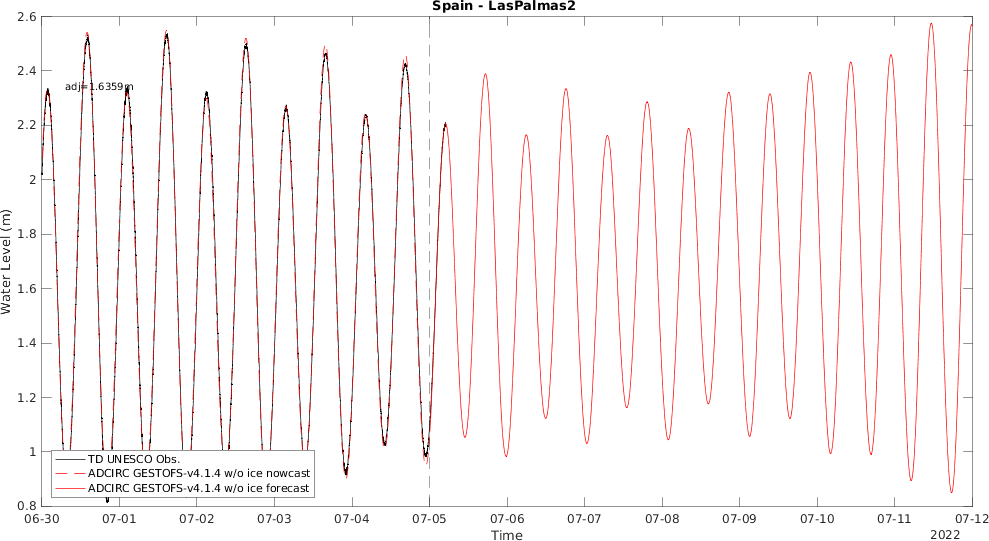 Spain - LasPalmas2
2.6
2.4
2.2
2
1.8
1.6
1.4
1.2
1
0.8
Water Level (m)
adj=1.6359m
TD UNESCO Obs.
ADCIRC GESTOFS-v4.1.4 w/o ice nowcast
ADCIRC GESTOFS-v4.1.4 w/o ice forecast
06-30 07-01 07-02 07-03 07-04 07-05 07-06 07-07 07-08 07-09 07-10 07-11 07-12
Time
2022